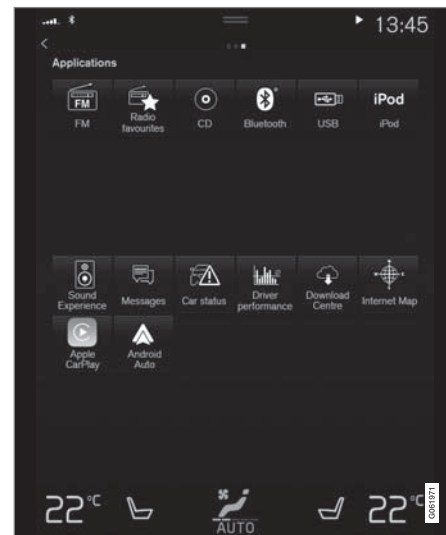 13:45
Applications
FM
iPod
FM
Radio
favourites
CD
Bluetooth
USB
iPod
Sound
Experience
Messages
Car status
Driver
performance
Download
Centre
Internet Map
Apple
CarPlay
Android
Auto
22°C
AUTO
22°C
G061971